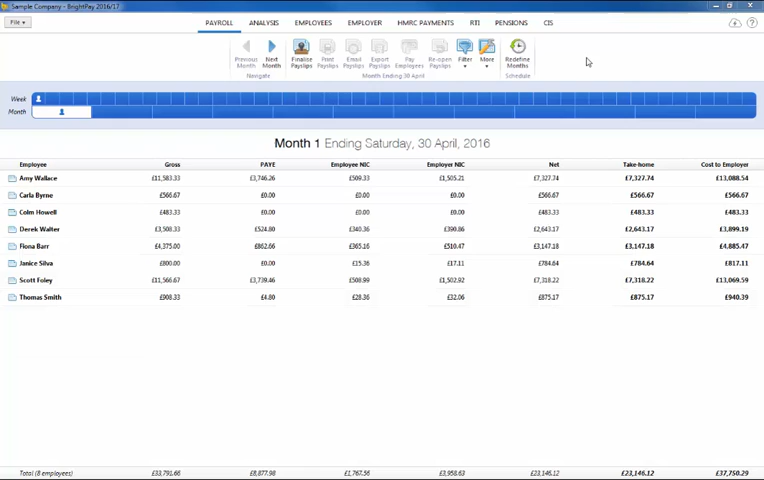 Sample Company - BrightPay 2016/17
File
PAYROLL ANALYSIS EMPLOYEES EMPLOYER HMRC PAYMENTS RTI PENSIONS CIS
Previous Month Next Month Finalise Payslips Print Payslips Email Payslips Export Payslips Pay Employees Re-open Payslips Filter More Redefine Months
Navigate Month Ending 30 April Schedule
Week
Month
Month 1 Ending Saturday, 30 April, 2016
Employee Gross PAYE Employee NIC Employer NIC Net Take-home Cost to Employer
Amy Wallace £11,583.33 £3,746.26 £509.33 £1,505.21 £7,327.74 £7,327.74 £13,088.54
Carla Byrne £566.67 £0.00 £0.00 £0.00 £566.67 £566.67 £566.67
Colm Howell £483.33 £0.00 £0.00 £0.00 £483.33 £483.33 £483.33
Derek Walter £3,508.33 £524.80 £340.36 £390.86 £2,643.17 £2,643.17 £3,899.19
Fiona Barr £4,375.00 £862.66 £365.16 £510.47 £3,147.18 £3,147.18 £4,885.47
Janice Silva £800.00 £0.00 £15.36 £17.11 £784.64 £784.64 £817.11
Scott Foley £11,566.67 £3,739.46 £508.99 £1,502.92 £7,318.22 £7,318.22 £13,069.59
Thomas Smith £908.33 £4.80 £28.36 £32.06 £875.17 £875.17 £940.39
Total (8 employees) £33,791.66 £8,877.98 £1,767.56 £3,958.63 £23,146.12 £23,146.12 £37,750.29